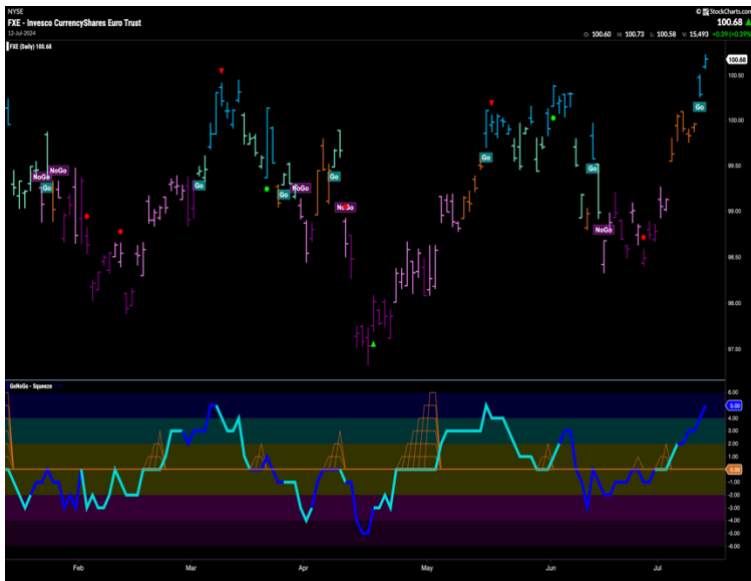 NYSE © StockCharts.com
FXE - Invesco CurrencyShares Euro Trust 100.68
12-Jul-2024 O: 100.60 H: 100.73 L: 100.58 V: 15,493 +0.39 (+0.39%)
FXE (Daily) 100.68
100.68
100.50
Go
100.00
Go
99.50
NoGo
NoGo
Go
Go
Go
NoGo
Go
Go
NoGo
99.00
NoGo
98.50
98.00
97.50
GoNoGo - Squeeze
6.00
5.00
4.00
3.00
2.00
1.00
0.00
-1.00
-2.00
-3.00
-4.00
-5.00
-6.00
Feb Mar Apr May Jun Jul